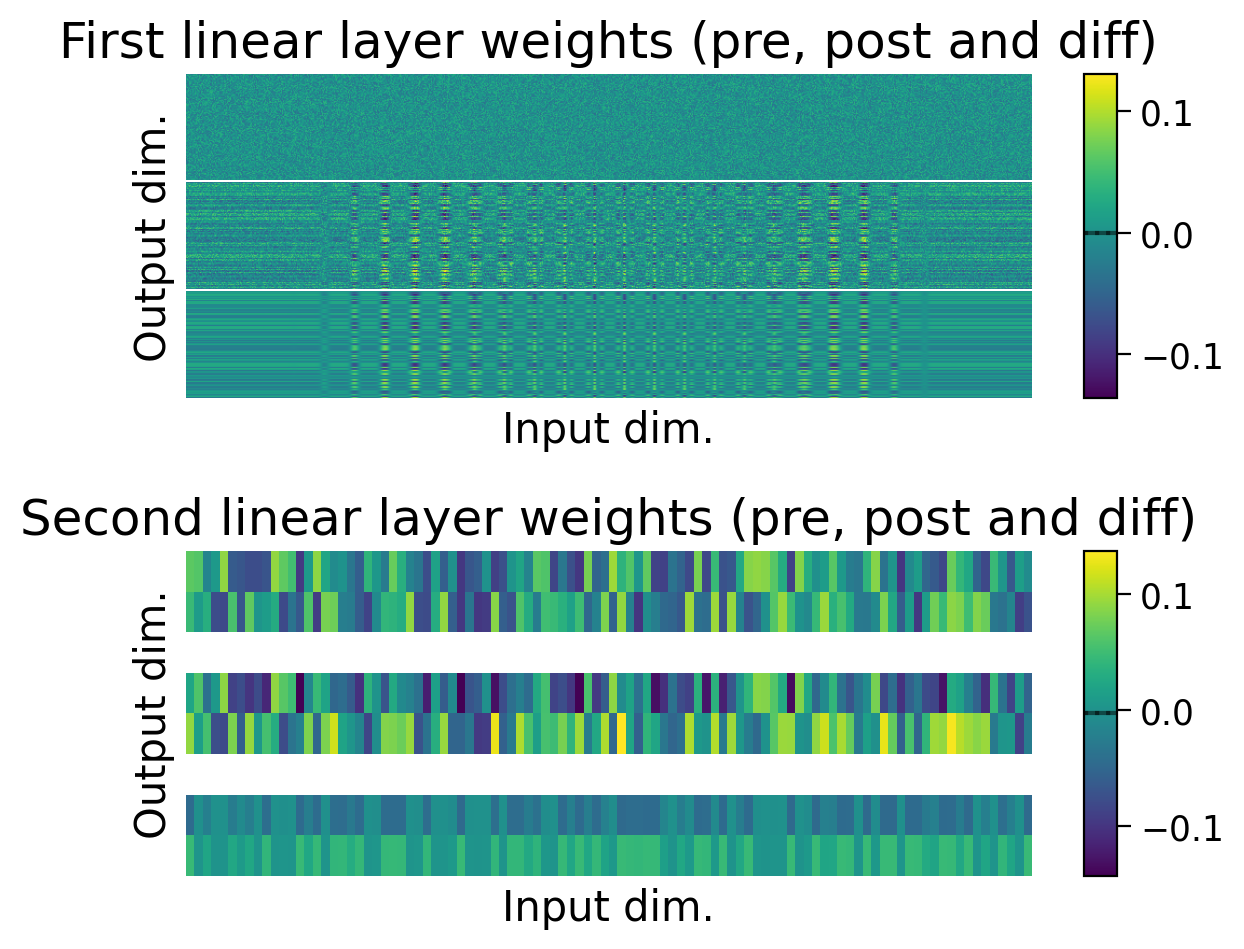 First linear layer weights (pre, post and diff)
Output dim.
0.1
0.0
−0.1
Input dim.
Second linear layer weights (pre, post and diff)
Output dim.
0.1
0.0
−0.1
Input dim.